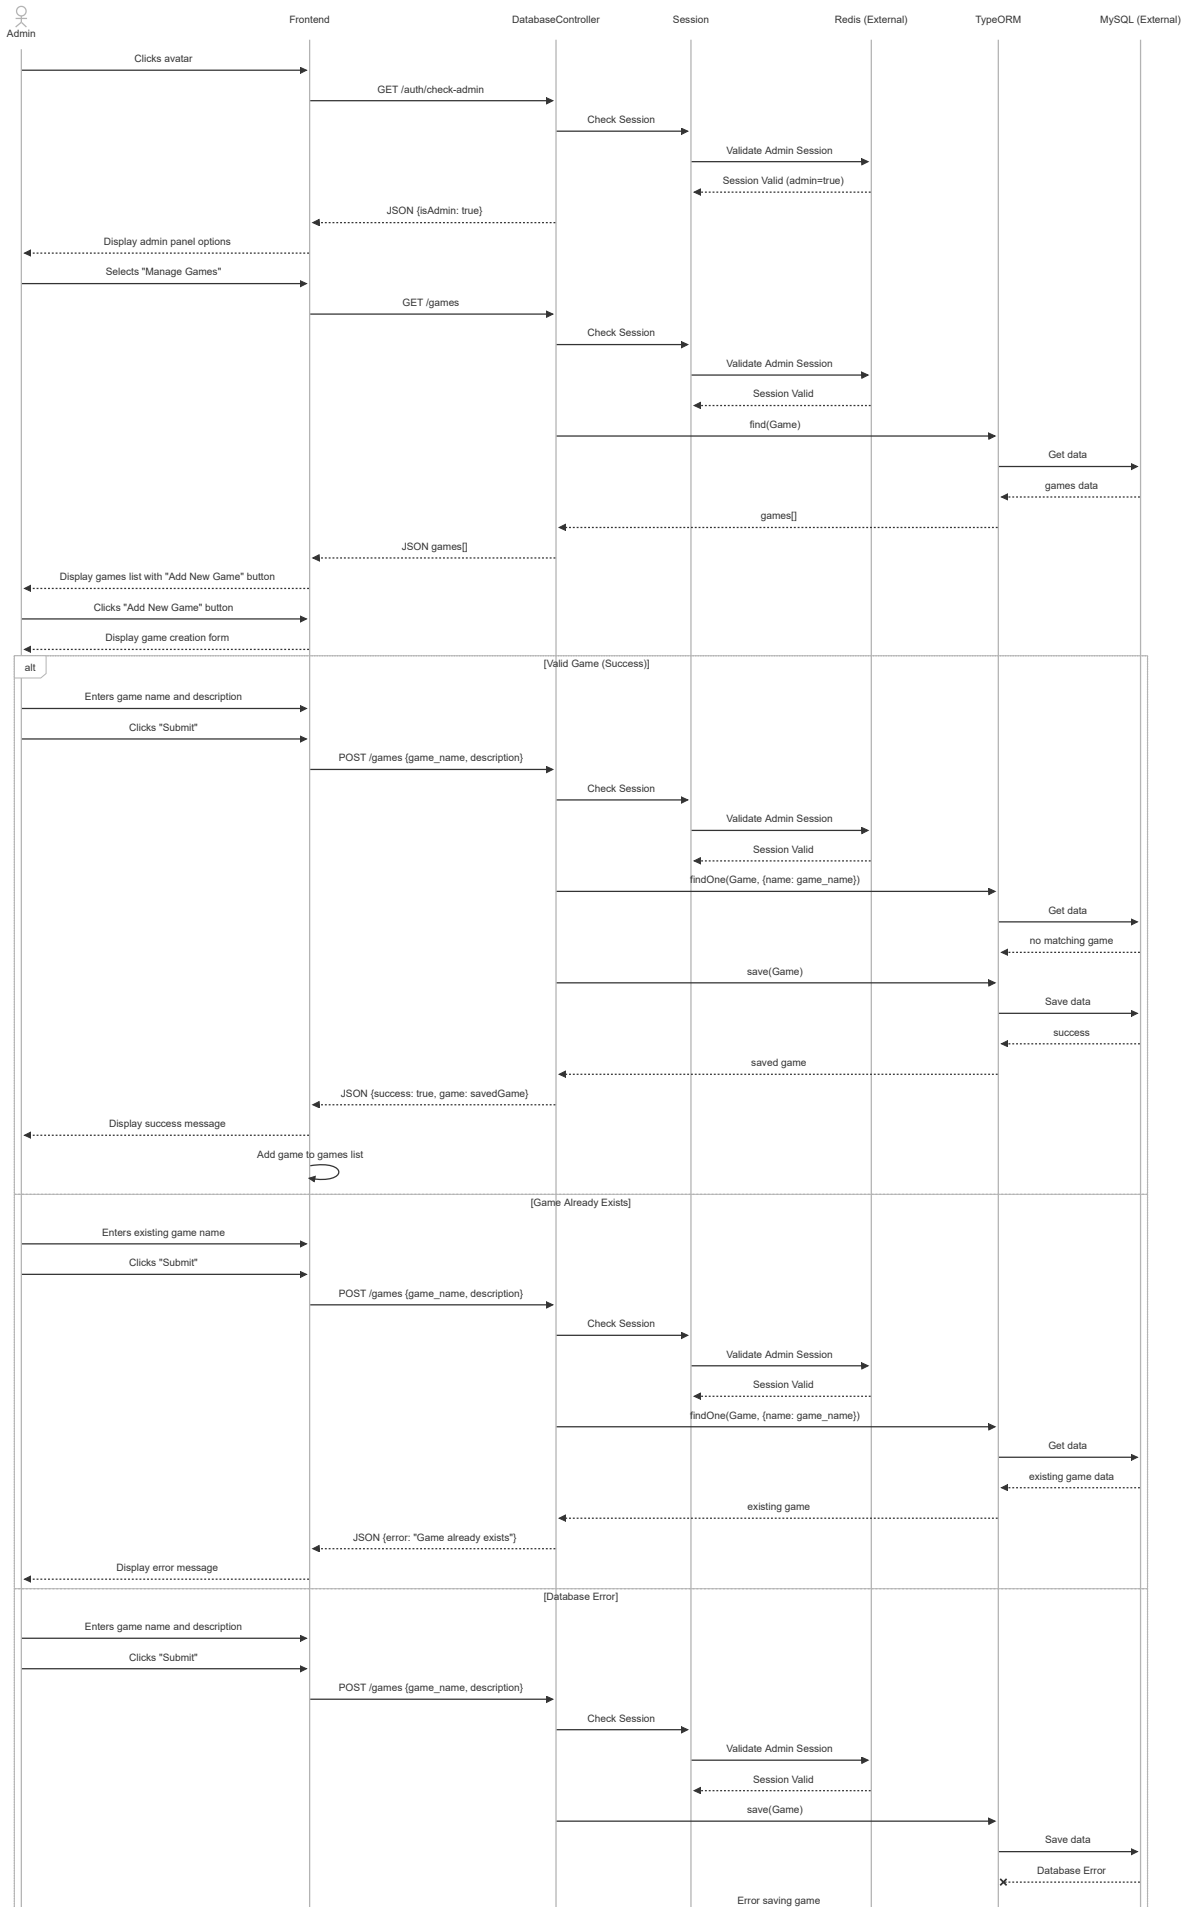 Admin
Frontend
DatabaseController
Session
Redis (External)
TypeORM
MySQL (External)
Clicks avatar
GET /auth/check-admin
Check Session
Validate Admin Session
Session Valid (admin=true)
JSON {isAdmin: true}
Display admin panel options
Selects "Manage Games"
GET /games
Check Session
Validate Admin Session
Session Valid
find(Game)
Get data
games data
games[]
JSON games[]
Display games list with "Add New Game" button
Clicks "Add New Game" button
Display game creation form
alt
[Valid Game (Success)]
Enters game name and description
Clicks "Submit"
POST /games {game_name, description}
Check Session
Validate Admin Session
Session Valid
findOne(Game, {name: game_name})
Get data
no matching game
save(Game)
Save data
success
saved game
JSON {success: true, game: savedGame}
Display success message
Add game to games list
[Game Already Exists]
Enters existing game name
Clicks "Submit"
POST /games {game_name, description}
Check Session
Validate Admin Session
Session Valid
findOne(Game, {name: game_name})
Get data
existing game data
existing game
JSON {error: "Game already exists"}
Display error message
[Database Error]
Enters game name and description
Clicks "Submit"
POST /games {game_name, description}
Check Session
Validate Admin Session
Session Valid
save(Game)
Save data
Database Error
Error saving game